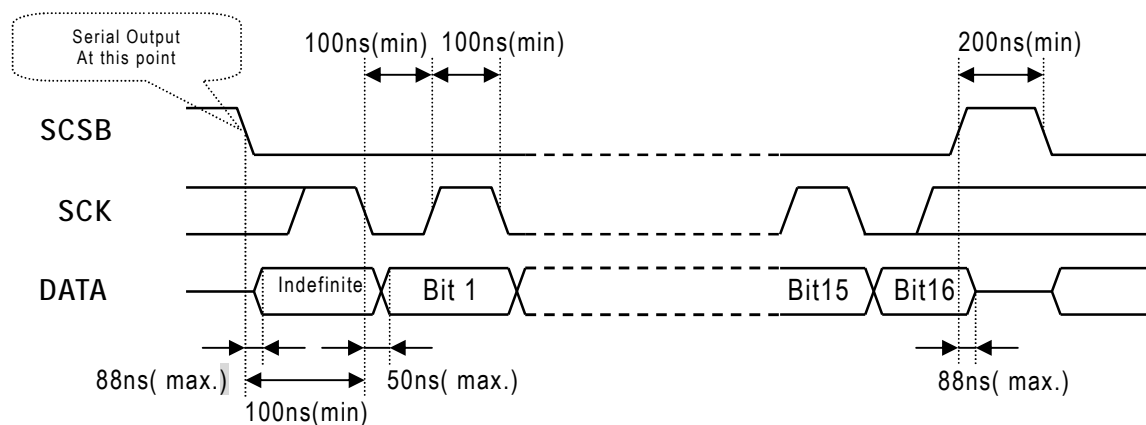 Serial Output
At this point
100ns(min) 100ns(min) 200ns(min)
SCSB
SCK
DATA Indefinite Bit 1 Bit15 Bit16
88ns( max.) 50ns( max.) 88ns( max.)
100ns(min)